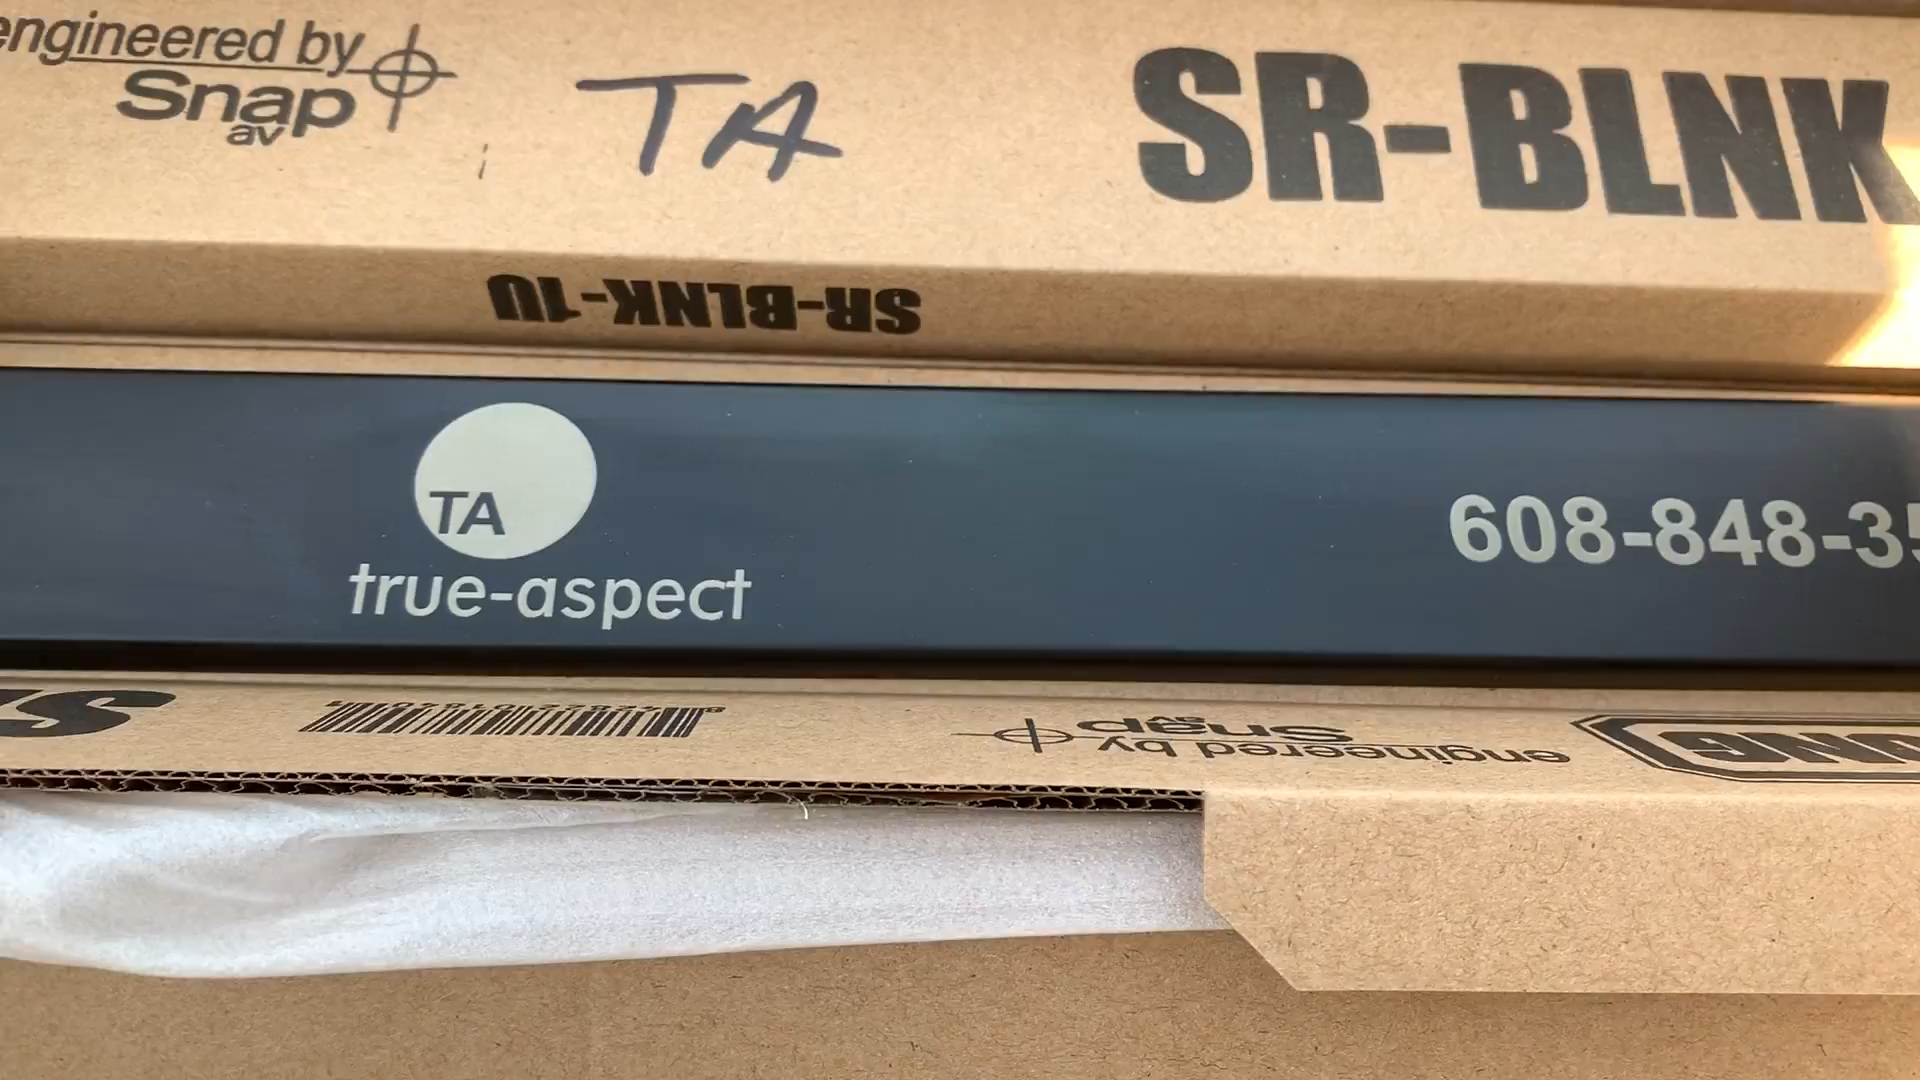 engineered by
Snap
av
TA
SR-BLNK
SR-BLNK-1U
TA
true-aspect
608-848-35
engineered by
Snap
av